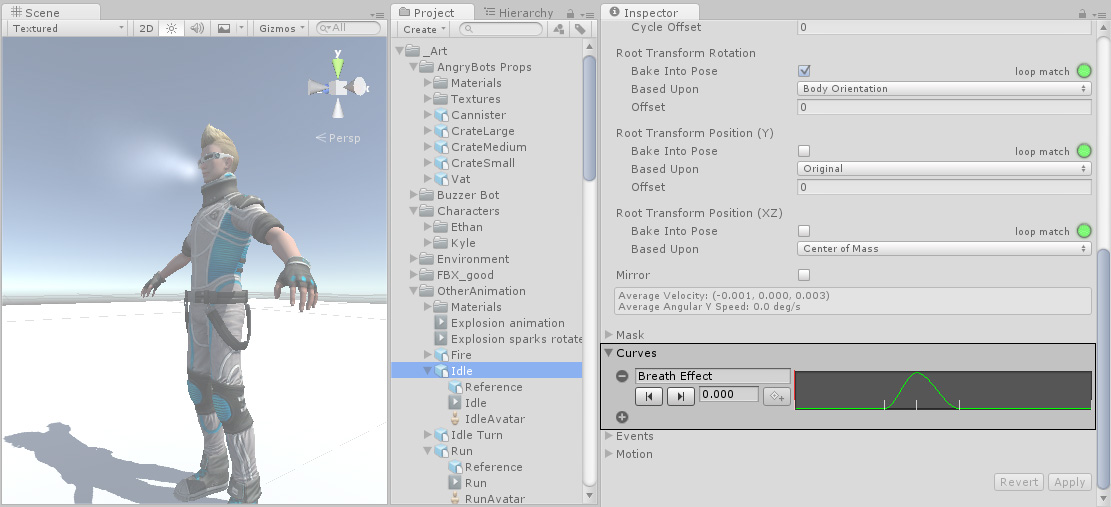 Scene
Textured
2D
Gizmos
All
y
x
Persp
Project
Hierarchy
Create
_Art
AngryBots Props
Materials
Textures
Cannister
CrateLarge
CrateMedium
CrateSmall
Vat
Buzzer Bot
Characters
Ethan
Kyle
Environment
FBX_good
OtherAnimation
Materials
Explosion animation
Explosion sparks rotate
Fire
Idle
Reference
Idle
IdleAvatar
Idle Turn
Run
Reference
Run
RunAvatar
Inspector
Cycle Offset 0
Root Transform Rotation
Bake Into Pose loop match
Based Upon Body Orientation
Offset 0
Root Transform Position (Y)
Bake Into Pose loop match
Based Upon Original
Offset 0
Root Transform Position (XZ)
Bake Into Pose loop match
Based Upon Center of Mass
Mirror
Average Velocity: (-0.001, 0.000, 0.003)
Average Angular Y Speed: 0.0 deg/s
Mask
Curves
Breath Effect
0.000
Events
Motion
Revert Apply